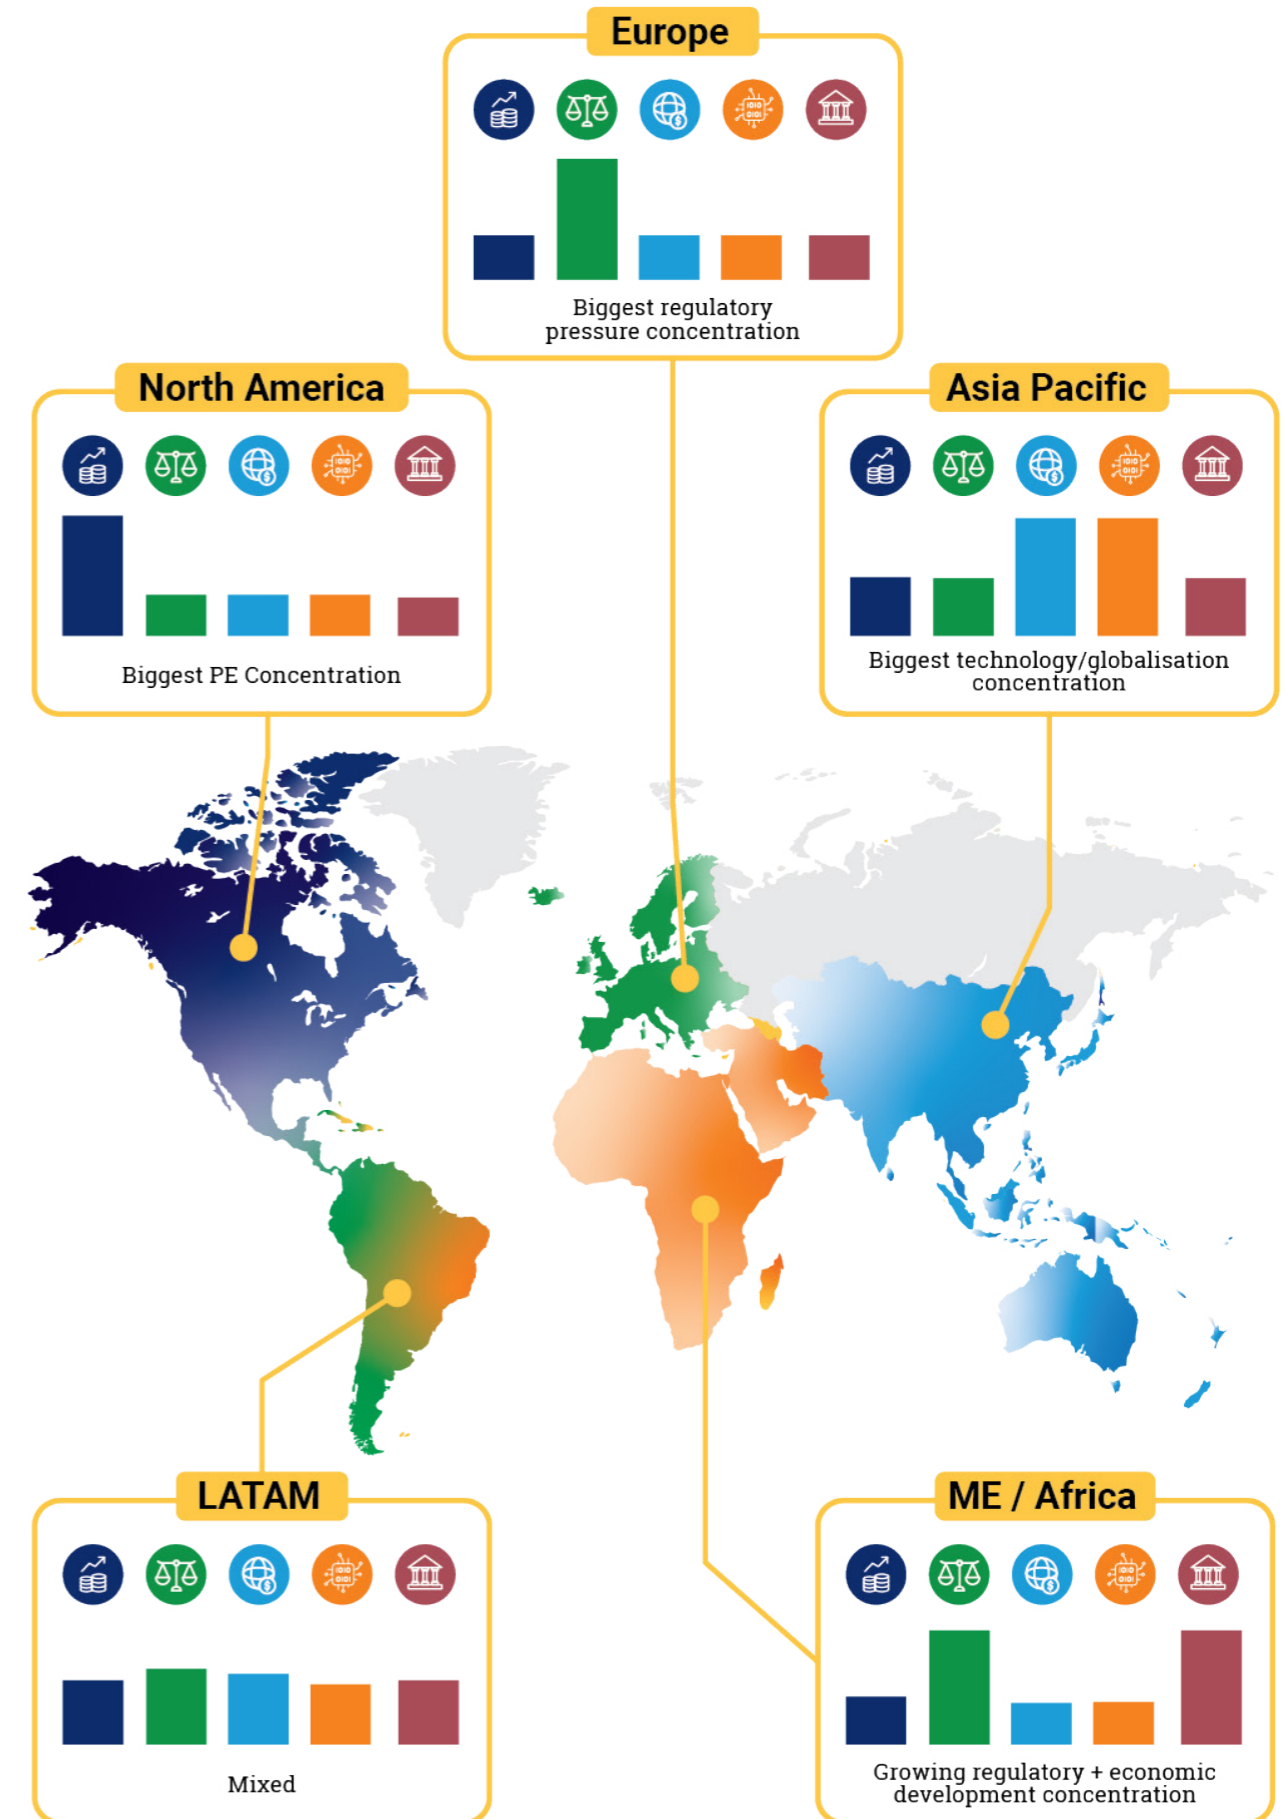 Europe
Biggest regulatory
pressure concentration
North America
Biggest PE Concentration
Asia Pacific
Biggest technology/globalisation
concentration
LATAM
Mixed
ME / Africa
Growing regulatory + economic
development concentration